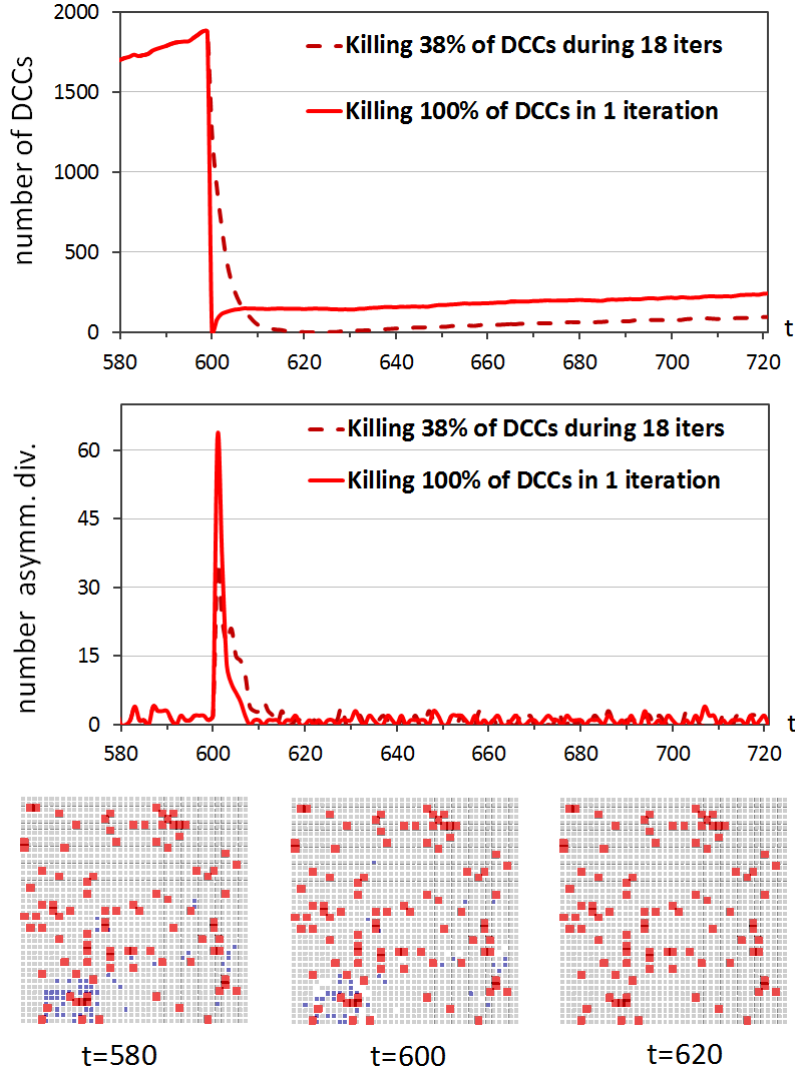 2000
Killing 38% of DCCs during 18 iters
1500
Killing 100% of DCCs in 1 iteration
number of DCCs
1000
500
0
t
580 600 620 640 660 680 700 720
Killing 38% of DCCs during 18 iters
60
Killing 100% of DCCs in 1 iteration
number asymm. div.
45
30
15
0
t
580 600 620 640 660 680 700 720
t=580 t=600 t=620